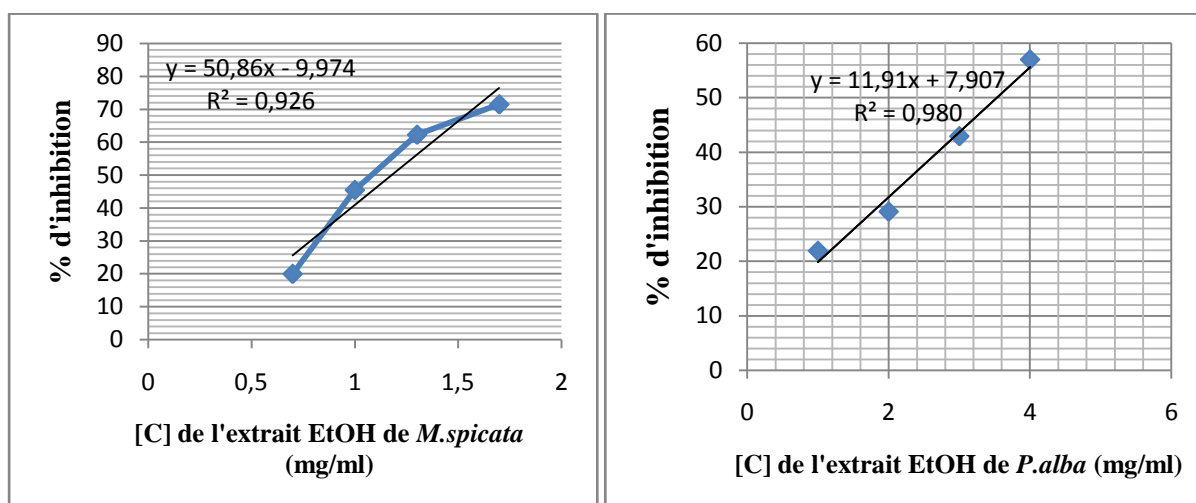 90
80
70
60
50
40
30
20
10
0
y = 50,86x - 9,974
R² = 0,926
% d'inhibition
0
0,5
1
1,5
2
[C] de l'extrait EtOH de M.spicata
(mg/ml)
60
50
40
30
20
10
0
y = 11,91x + 7,907
R² = 0,980
% d'inhibition
0
2
4
6
[C] de l'extrait EtOH de P.alba (mg/ml)